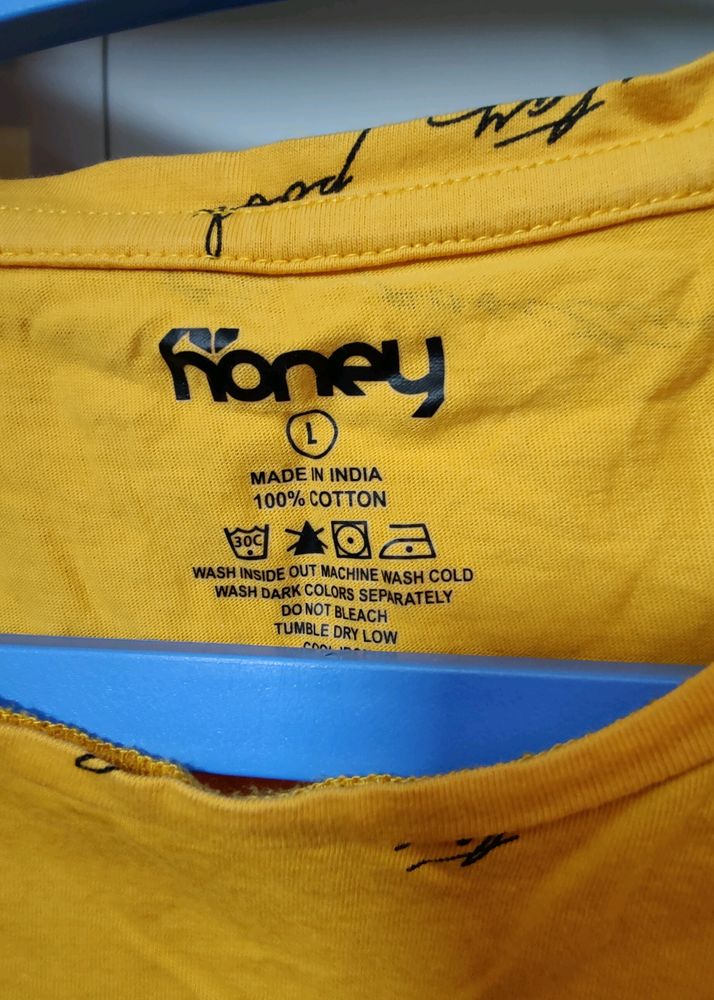 honey
L
MADE IN INDIA
100% COTTON
30C
WASH INSIDE OUT MACHINE WASH COLD
WASH DARK COLORS SEPARATELY
DO NOT BLEACH
TUMBLE DRY LOW